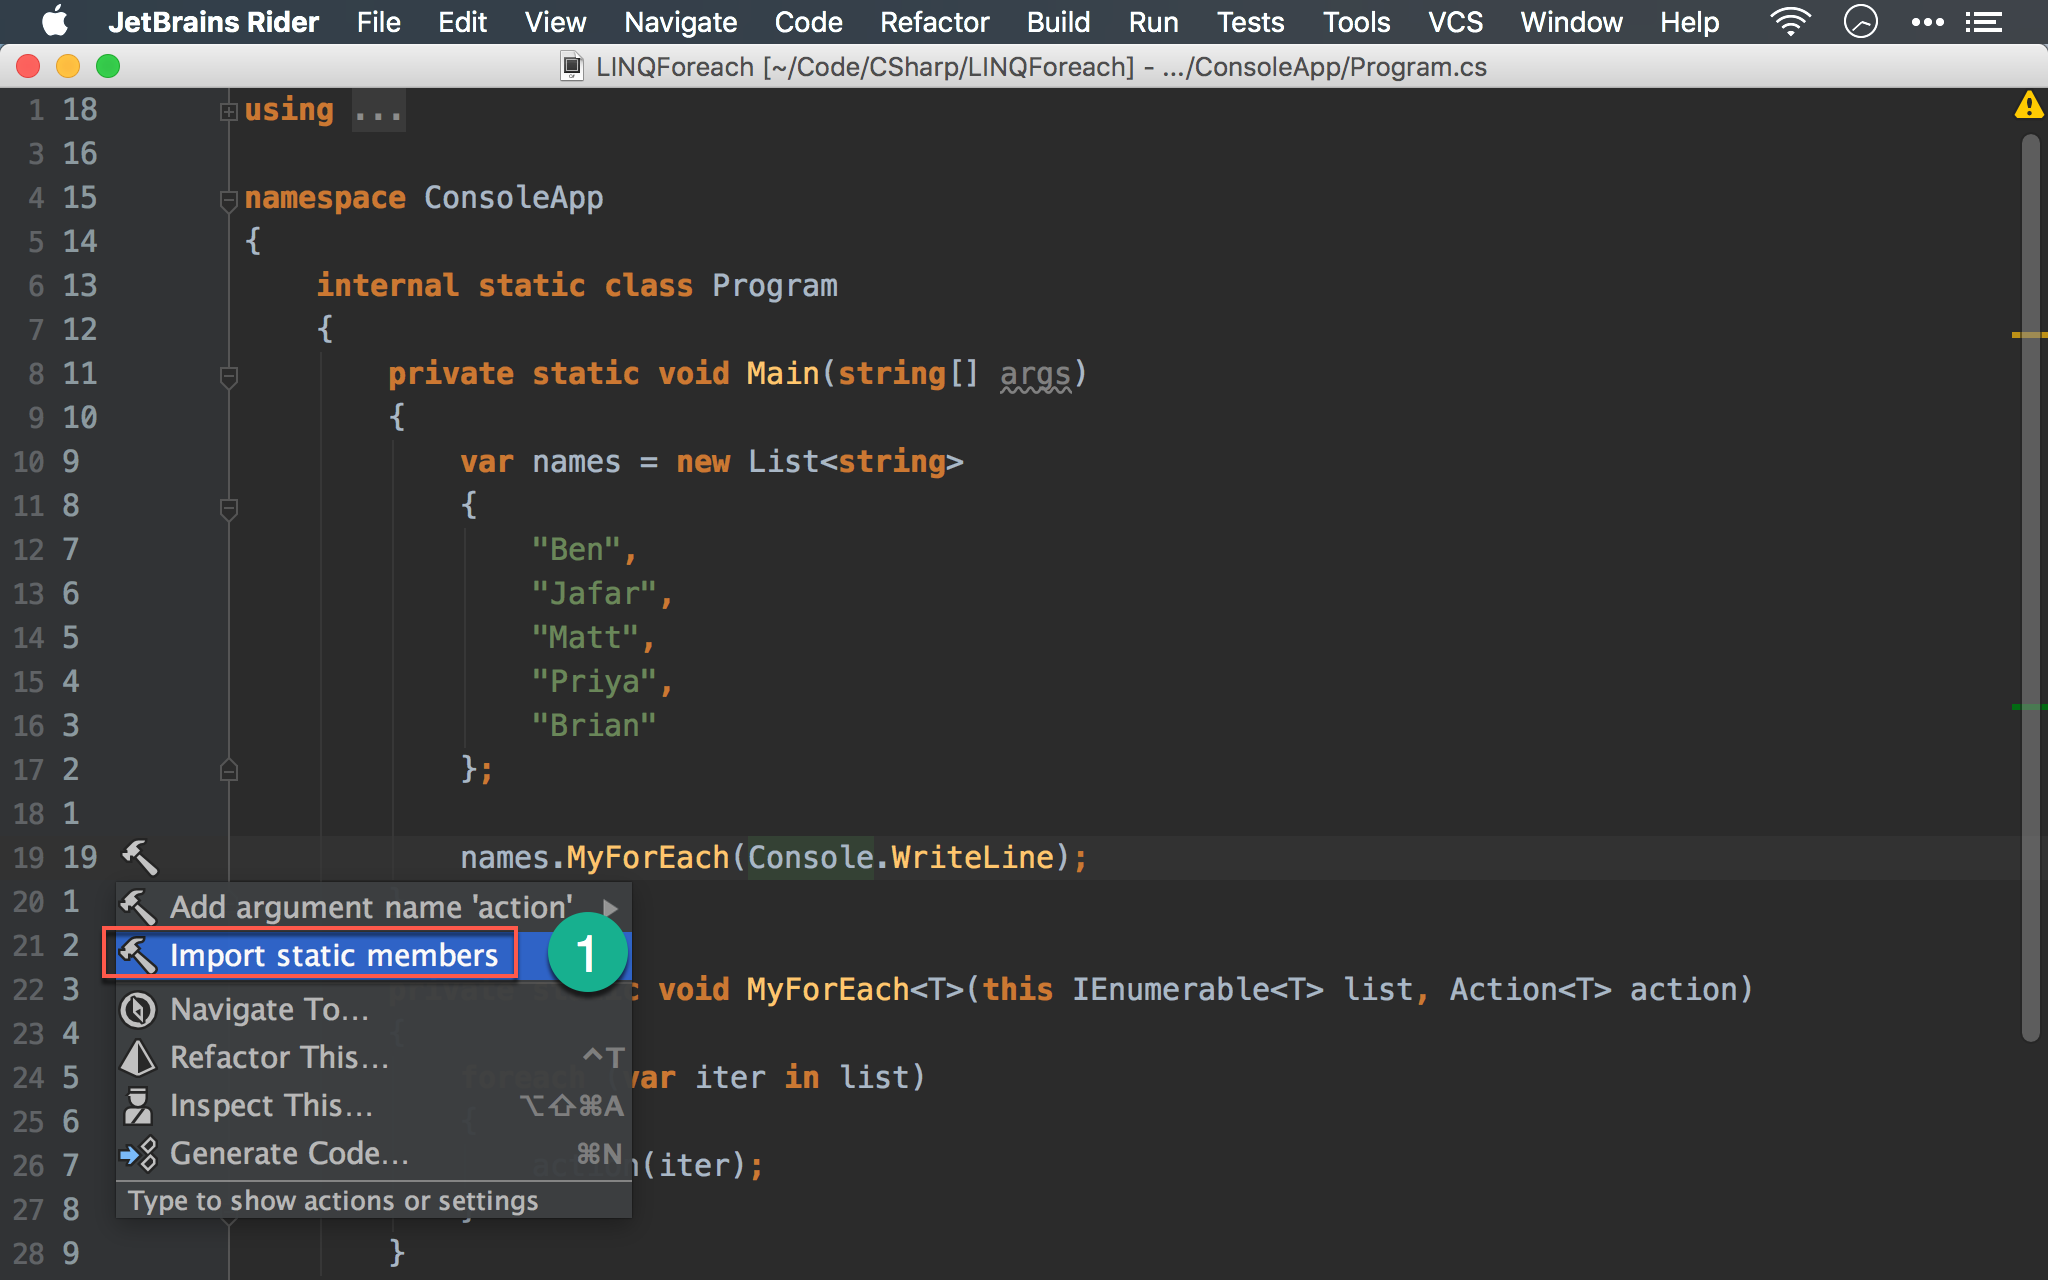 JetBrains Rider File Edit View Navigate Code Refactor Build Run Tests Tools VCS Window Help
LINQForeach [~/Code/CSharp/LINQForeach] - .../ConsoleApp/Program.cs
1 18 using ...
3 16
4 15 namespace ConsoleApp
5 14 {
6 13 internal static class Program
7 12 {
8 11 private static void Main(string[] args)
9 10 {
10 9 var names = new List<string>
11 8 {
12 7 "Ben",
13 6 "Jafar",
14 5 "Matt",
15 4 "Priya",
16 3 "Brian"
17 2 };
18 1
19 19 names.MyForEach(Console.WriteLine);
20 1 Add argument name 'action'
21 2 Import static members 1
22 3 private static void MyForEach<T>(this IEnumerable<T> list, Action<T> action)
Navigate To...
23 4 {
Refactor This... ^T
24 5 foreach (var iter in list)
Inspect This... ⌥⇧⌘A
25 6 {
Generate Code... ⌘N
26 7 action(iter);
Type to show actions or settings
27 8 }
28 9 }